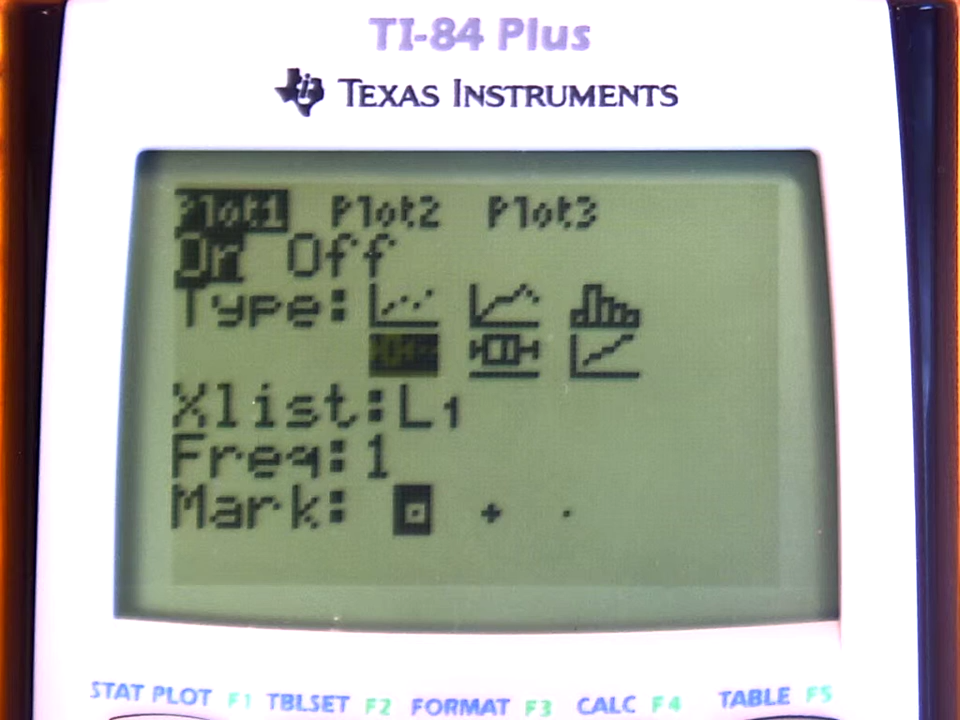 TI-84 Plus
TEXAS INSTRUMENTS
Plot1 Plot2 Plot3
On Off
Type:
Xlist:L1
Freq:1
Mark:
STAT PLOT F1 TBLSET F2 FORMAT F3 CALC F4 TABLE F5